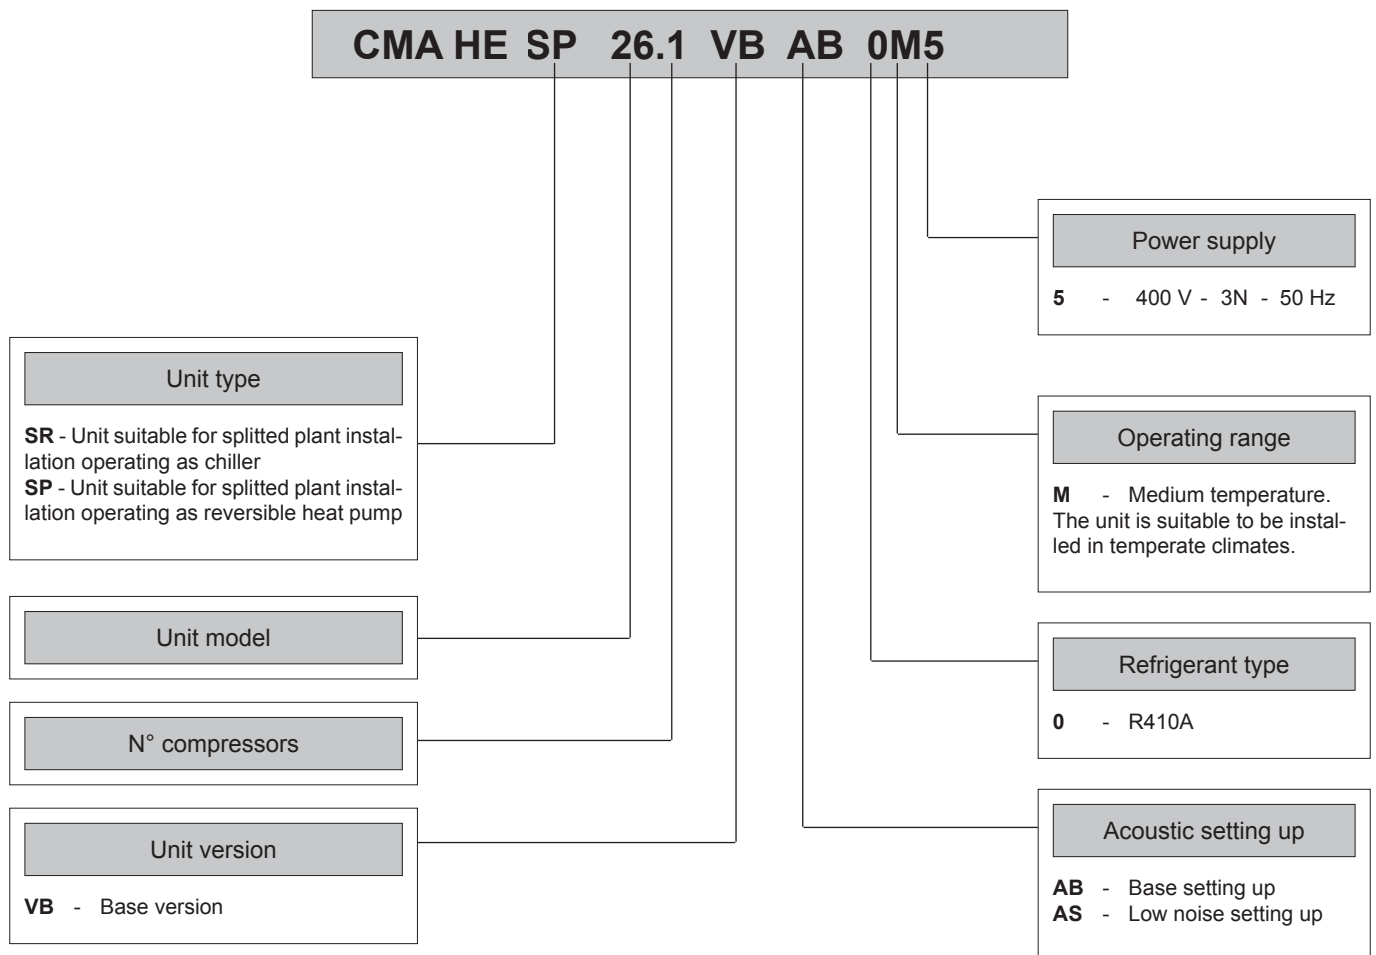 CMA HE SP 26.1 VB AB 0M5
Unit type
SR - Unit suitable for splitted plant instal-
lation operating as chiller
SP - Unit suitable for splitted plant instal-
lation operating as reversible heat pump
Unit model
N° compressors
Unit version
VB - Base version
Power supply
5 - 400 V - 3N - 50 Hz
Operating range
M - Medium temperature.
The unit is suitable to be instal-
led in temperate climates.
Refrigerant type
0 - R410A
Acoustic setting up
AB - Base setting up
AS - Low noise setting up